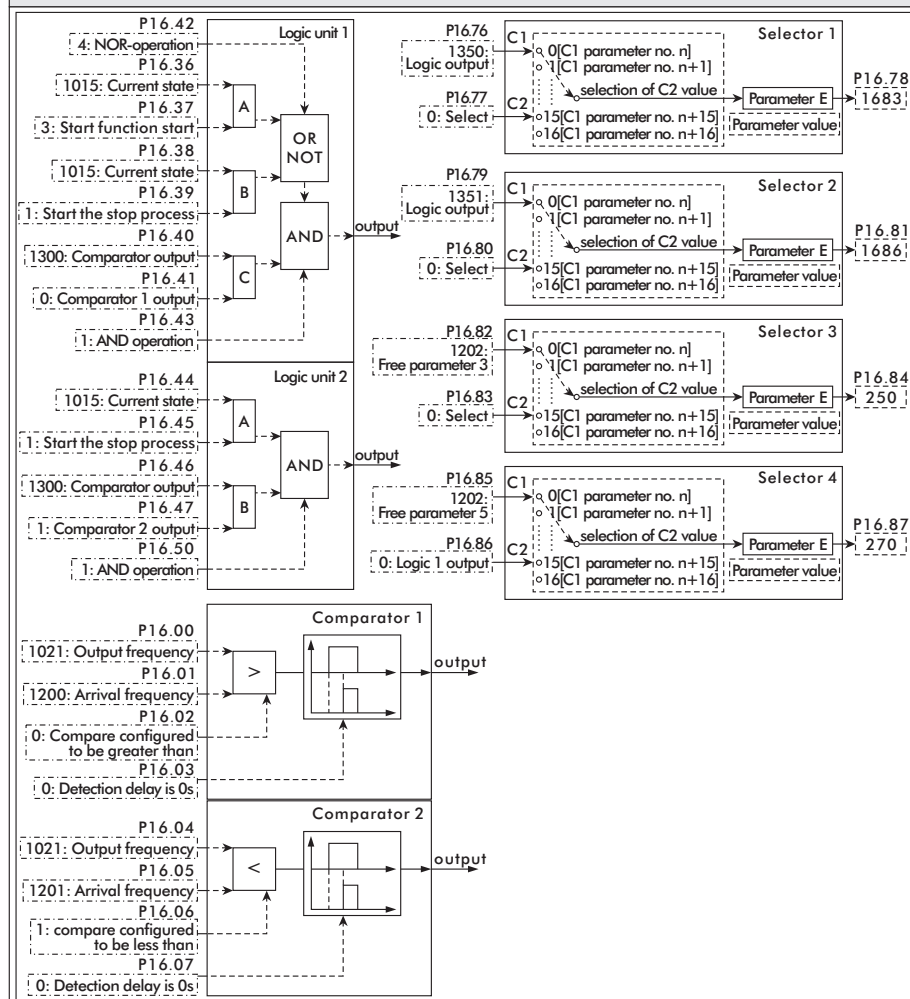 P16.42
Logic unit 1
4: NOR-operation
P16.36
1015: Current state
A
P16.37
3: Start function start
OR
NOT
P16.38
1015: Current state
B
P16.39
1: Start the stop process
P16.40
AND
output
1300: Comparator output
C
P16.41
0: Comparator 1 output
P16.43
1: AND operation
P16.44
Logic unit 2
1015: Current state
A
P16.45
1: Start the stop process
AND
output
P16.46
1300: Comparator output
B
P16.47
1: Comparator 2 output
P16.50
1: AND operation
P16.76
Selector 1
C1
1350:
Logic output
0[C1 parameter no. n]
1[C1 parameter no. n+1]
P16.77
selection of C2 value
Parameter E
P16.78
1683
C2
0: Select
15[C1 parameter no. n+15]
16[C1 parameter no. n+16]
Parameter value
P16.79
Selector 2
C1
1351:
Logic output
0[C1 parameter no. n]
1[C1 parameter no. n+1]
P16.80
selection of C2 value
Parameter E
P16.81
1686
C2
0: Select
15[C1 parameter no. n+15]
16[C1 parameter no. n+16]
Parameter value
P16.82
Selector 3
C1
1202:
Free parameter 3
0[C1 parameter no. n]
1[C1 parameter no. n+1]
P16.83
selection of C2 value
Parameter E
P16.84
250
C2
0: Select
15[C1 parameter no. n+15]
16[C1 parameter no. n+16]
Parameter value
P16.85
Selector 4
C1
1202:
Free parameter 5
0[C1 parameter no. n]
1[C1 parameter no. n+1]
P16.86
selection of C2 value
Parameter E
P16.87
270
C2
0: Logic 1 output
15[C1 parameter no. n+15]
16[C1 parameter no. n+16]
Parameter value
P16.00
Comparator 1
1021: Output frequency
P16.01
>
output
1200: Arrival frequency
P16.02
0: Compare configured
to be greater than
P16.03
0: Detection delay is 0s
P16.04
Comparator 2
1021: Output frequency
P16.05
<
output
1201: Arrival frequency
P16.06
1: compare configured
to be less than
P16.07
0: Detection delay is 0s